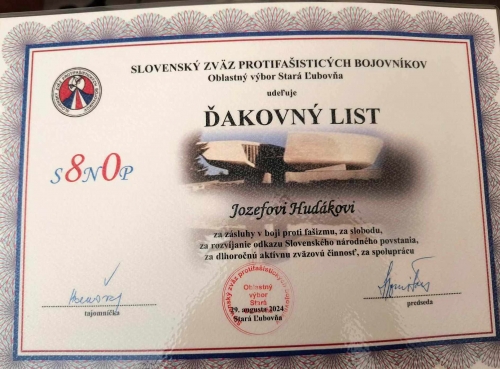 SLOVENSKÝ ZVÄZ PROTIFAŠISTICÝCH BOJOVNÍKOV
Oblastný výbor Stará Ľubovňa
udeľuje
ĎAKOVNÝ LIST
S8N0P
Jozefovi Hudákovi
za zásluhy v boji proti fašizmu, za slobodu,
za rozvíjanie odkazu Slovenského národného povstania,
za dlhoročnú aktívnu zväzovú činnosť, za spoluprácu
Oblastný
výbor
Stará
29. augusta 2024
Stará Ľubovňa
tajomníčka
predseda